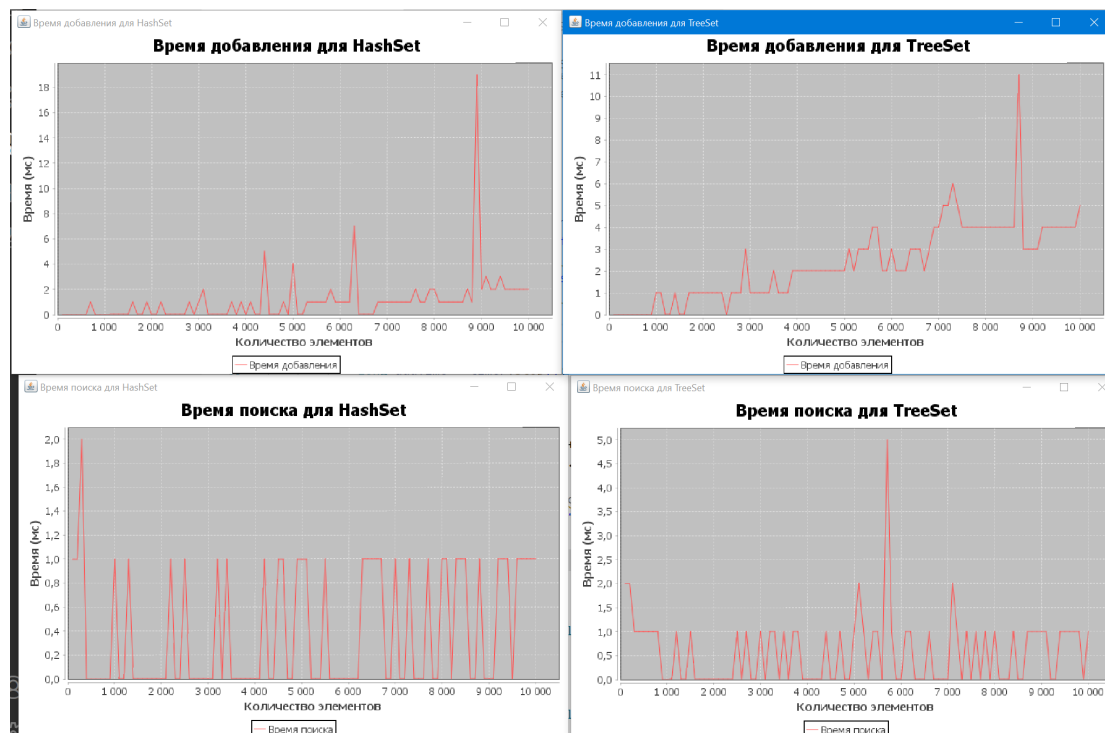 Время добавления для HashSet
Время добавления для HashSet
Время (мс)
18
16
14
12
10
8
6
4
2
0
0 1 000 2 000 3 000 4 000 5 000 6 000 7 000 8 000 9 000 10 000
Количество элементов
Время добавления
Время добавления для TreeSet
Время добавления для TreeSet
Время (мс)
11
10
9
8
7
6
5
4
3
2
1
0
0 1 000 2 000 3 000 4 000 5 000 6 000 7 000 8 000 9 000 10 000
Количество элементов
Время добавления
Время поиска для HashSet
Время поиска для HashSet
Время (мс)
2,0
1,8
1,6
1,4
1,2
1,0
0,8
0,6
0,4
0,2
0,0
0 1 000 2 000 3 000 4 000 5 000 6 000 7 000 8 000 9 000 10 000
Количество элементов
Время поиска
Время поиска для TreeSet
Время поиска для TreeSet
Время (мс)
5,0
4,5
4,0
3,5
3,0
2,5
2,0
1,5
1,0
0,5
0,0
0 1 000 2 000 3 000 4 000 5 000 6 000 7 000 8 000 9 000 10 000
Количество элементов
Время поиска